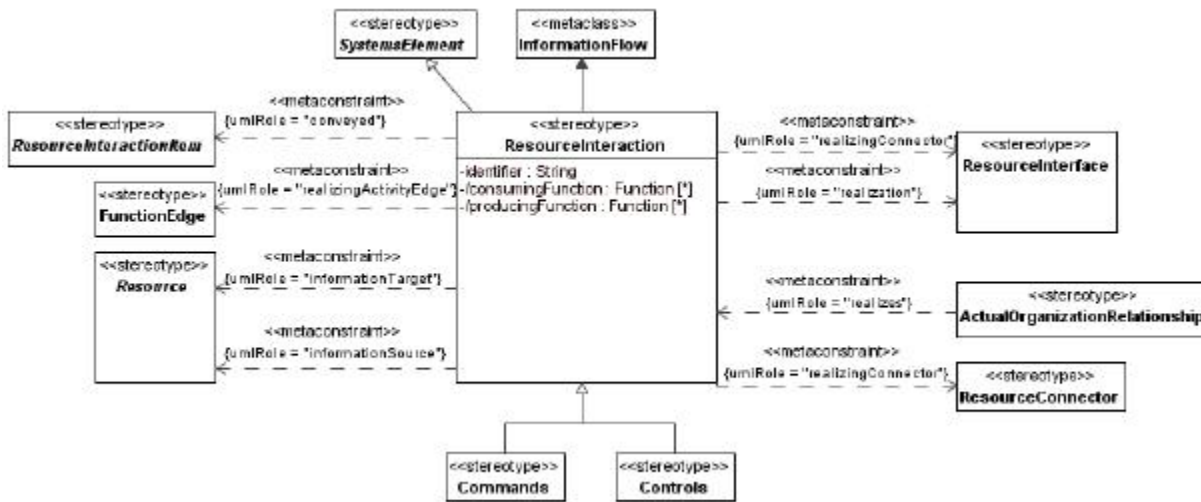 <<stereotype>>
SystemsElement
<<metaclass>>
InformationFlow
<<metaconstraint>>
{umlRole = "conveyed"}
<<stereotype>>
ResourceInteractionItem
<<metaconstraint>>
{umlRole = "realizingActivityEdge"}
<<stereotype>>
FunctionEdge
<<stereotype>>
Resource
<<metaconstraint>>
{umlRole = "informationTarget"}
<<metaconstraint>>
{umlRole = "informationSource"}
<<stereotype>>
ResourceInteraction
-identifier : String
-/consumingFunction : Function [*]
-/producingFunction : Function [*]
<<metaconstraint>>
{umlRole = "realizingConnector"
<<metaconstraint>>
{umlRole = "realization"}
<<stereotype>>
ResourceInterface
<<metaconstraint>>
{umlRole = "realizes"}
<<stereotype>>
ActualOrganizationRelationship
<<metaconstraint>>
{umlRole = "realizingConnector"}
<<stereotype>>
ResourceConnector
<<stereotype>>
Commands
<<stereotype>>
Controls